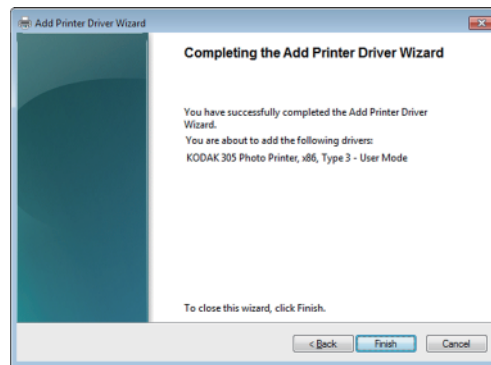 Add Printer Driver Wizard
Completing the Add Printer Driver Wizard
You have successfully completed the Add Printer Driver
Wizard.
You are about to add the following drivers:
KODAK 305 Photo Printer, x86, Type 3 - User Mode
To close this wizard, click Finish.
< Back Finish Cancel